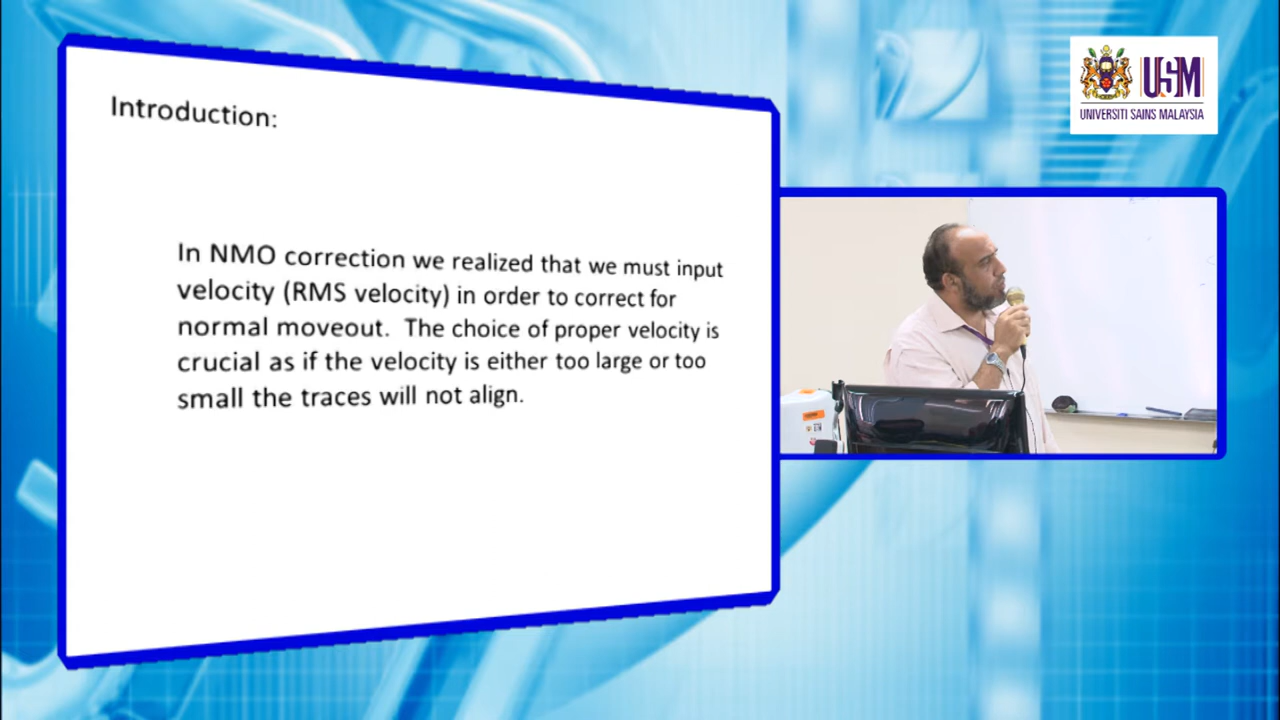 Introduction:
In NMO correction we realized that we must input
velocity (RMS velocity) in order to correct for
normal moveout. The choice of proper velocity is
crucial as if the velocity is either too large or too
small the traces will not align.
USM
UNIVERSITI SAINS MALAYSIA